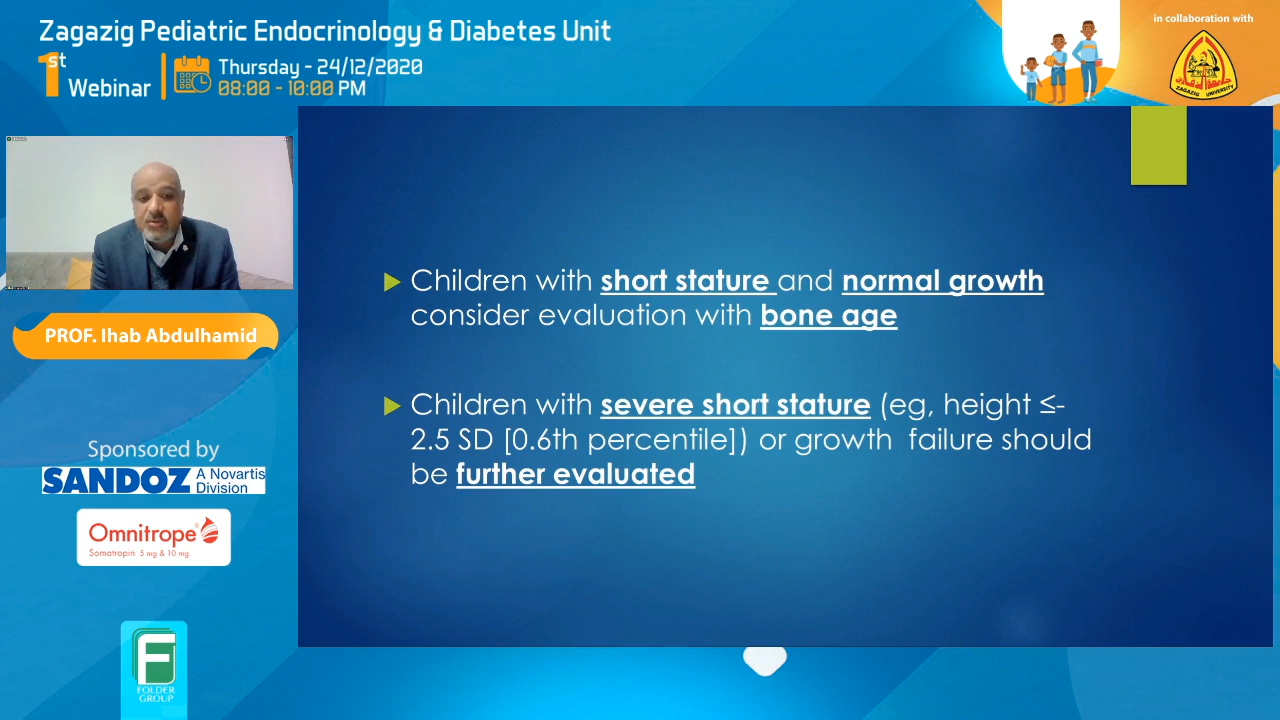 Zagazig Pediatric Endocrinology & Diabetes Unit
1st Webinar
Thursday - 24/12/2020
08:00 - 10:00 PM
in collaboration with
ZAGAZIG UNIVERSITY
Children with short stature and normal growth
consider evaluation with bone age
Children with severe short stature (eg, height ≤-
2.5 SD [0.6th percentile]) or growth failure should
be further evaluated
PROF. Ihab Abdulhamid
Sponsored by
SANDOZ A Novartis
Division
Omnitrope®
Somatropin 5 mg & 10 mg
F
FOLDER
GROUP